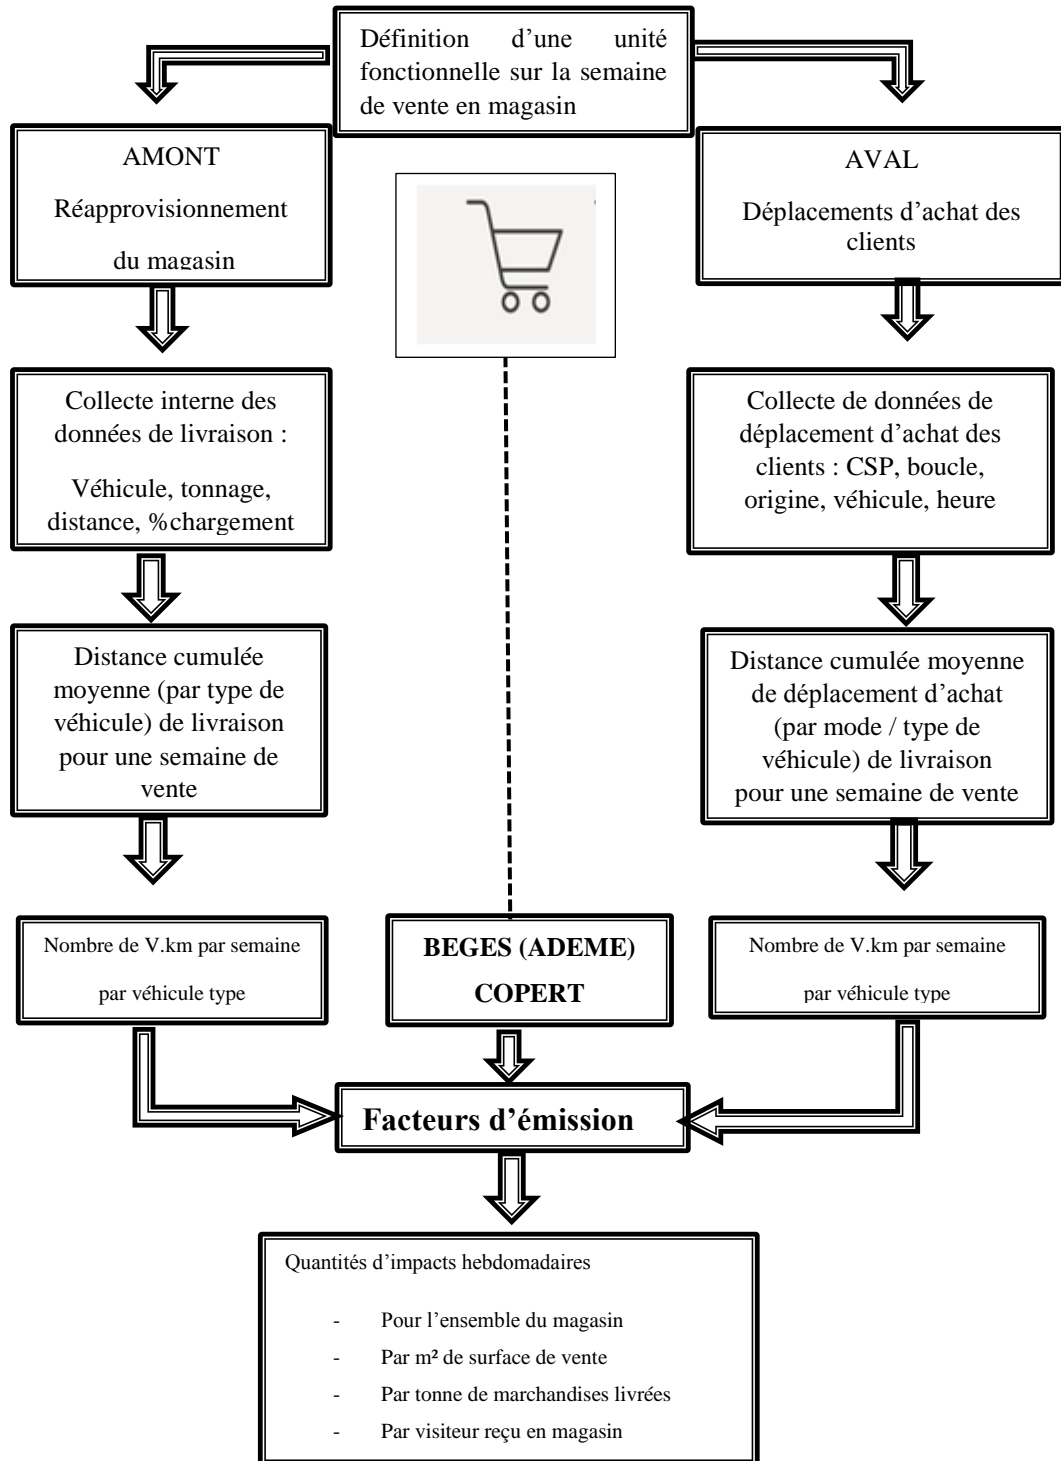 Définition d’une unité
fonctionnelle sur la semaine
de vente en magasin
AMONT
Réapprovisionnement
du magasin
AVAL
Déplacements d’achat des
clients
Collecte interne des
données de livraison :
Véhicule, tonnage,
distance, %chargement
Collecte de données de
déplacement d’achat des
clients : CSP, boucle,
origine, véhicule, heure
Distance cumulée
moyenne (par type de
véhicule) de livraison
pour une semaine de
vente
Distance cumulée moyenne
de déplacement d’achat
(par mode / type de
véhicule) de livraison
pour une semaine de vente
Nombre de V.km par semaine
par véhicule type
BEGES (ADEME)
COPERT
Nombre de V.km par semaine
par véhicule type
Facteurs d’émission
Quantités d’impacts hebdomadaires
- Pour l’ensemble du magasin
- Par m² de surface de vente
- Par tonne de marchandises livrées
- Par visiteur reçu en magasin